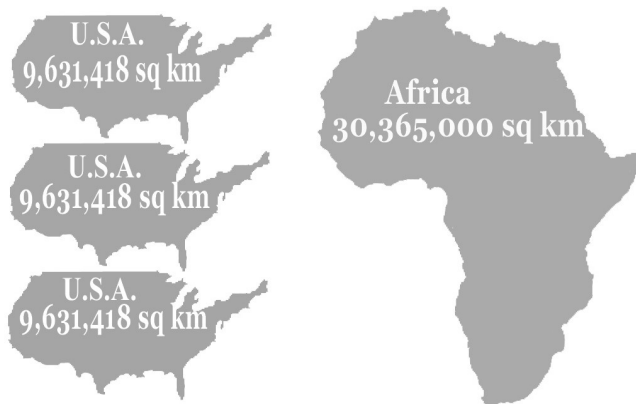 U.S.A.
9,631,418 sq km
U.S.A.
9,631,418 sq km
U.S.A.
9,631,418 sq km
Africa
30,365,000 sq km